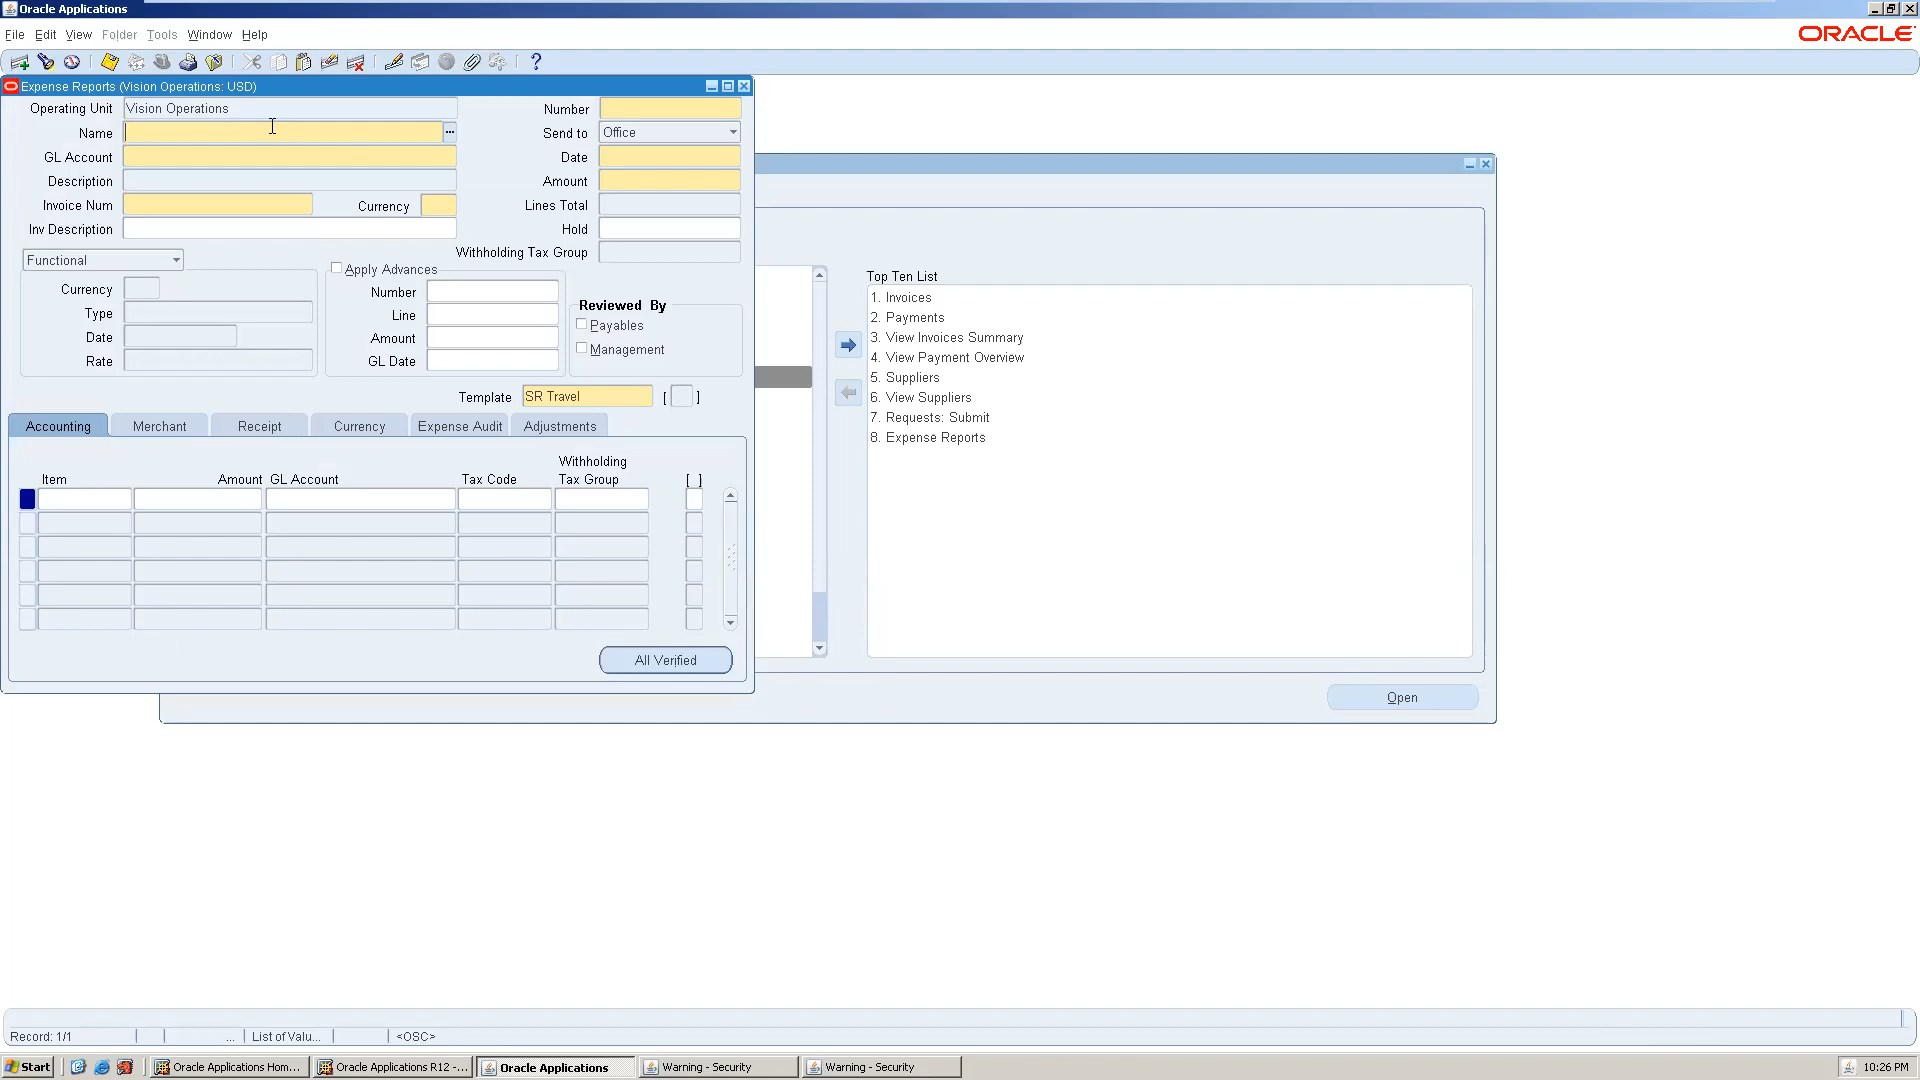 Oracle Applications
File Edit View Folder Tools Window Help
ORACLE
?
Expense Reports (Vision Operations: USD)
Operating Unit Vision Operations Number
Name Send to Office
GL Account Date
Description Amount
Invoice Num Currency Lines Total
Inv Description Hold
Withholding Tax Group
Functional
Currency
Type
Date
Rate
Apply Advances
Number
Line
Amount
GL Date
Reviewed By
Payables
Management
Template SR Travel [ ]
Accounting Merchant Receipt Currency Expense Audit Adjustments
Withholding
Item Amount GL Account Tax Code Tax Group [ ]
All Verified
Top Ten List
1. Invoices
2. Payments
3. View Invoices Summary
4. View Payment Overview
5. Suppliers
6. View Suppliers
7. Requests: Submit
8. Expense Reports
Open
Record: 1/1 ... List of Valu... <OSC>
Start Oracle Applications Hom... Oracle Applications R12 -... Oracle Applications Warning - Security Warning - Security 10:26 PM